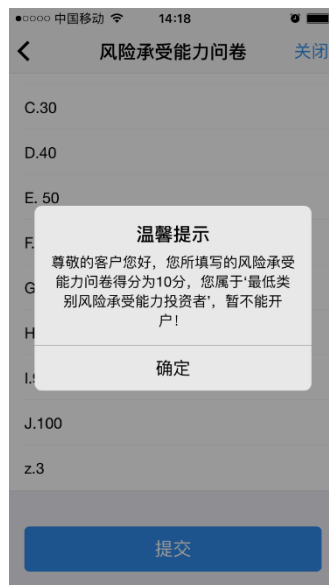 中国移动 14:18
风险承受能力问卷 关闭
C.30
D.40
E. 50
温馨提示
尊敬的客户您好，您所填写的风险承
受能力问卷得分为10分，您属于‘最低类
别风险承受能力投资者’，暂不能开
户！
F.
G
H
I.
确定
J.100
z.3
提交